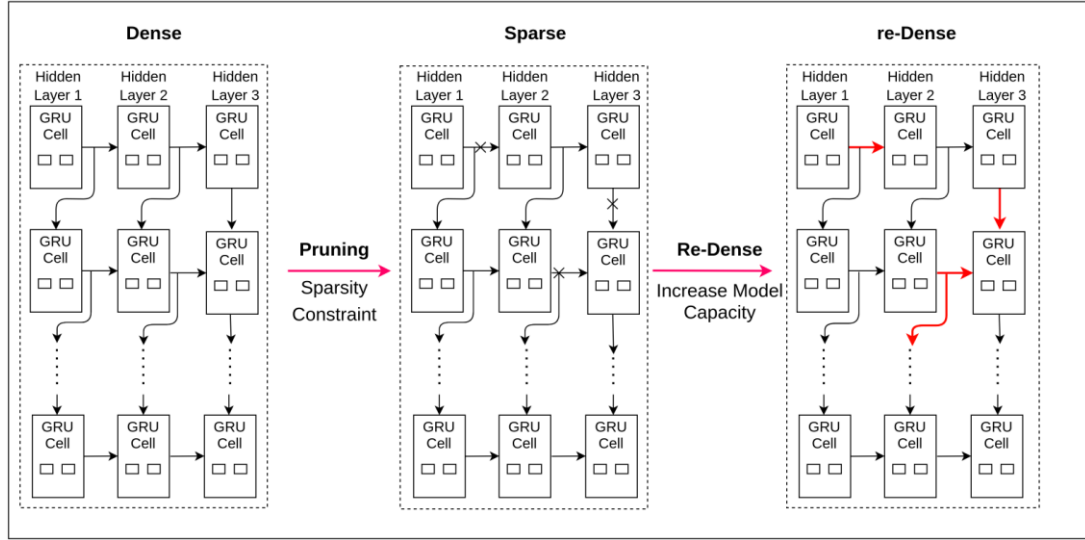 Dense
Sparse
re-Dense
Hidden
Layer 1
Hidden
Layer 2
Hidden
Layer 3
GRU
Cell
GRU
Cell
GRU
Cell
GRU
Cell
GRU
Cell
GRU
Cell
GRU
Cell
GRU
Cell
GRU
Cell
Pruning
Sparsity
Constraint
Hidden
Layer 1
Hidden
Layer 2
Hidden
Layer 3
GRU
Cell
GRU
Cell
GRU
Cell
GRU
Cell
GRU
Cell
GRU
Cell
GRU
Cell
GRU
Cell
GRU
Cell
Re-Dense
Increase Model
Capacity
Hidden
Layer 1
Hidden
Layer 2
Hidden
Layer 3
GRU
Cell
GRU
Cell
GRU
Cell
GRU
Cell
GRU
Cell
GRU
Cell
GRU
Cell
GRU
Cell
GRU
Cell